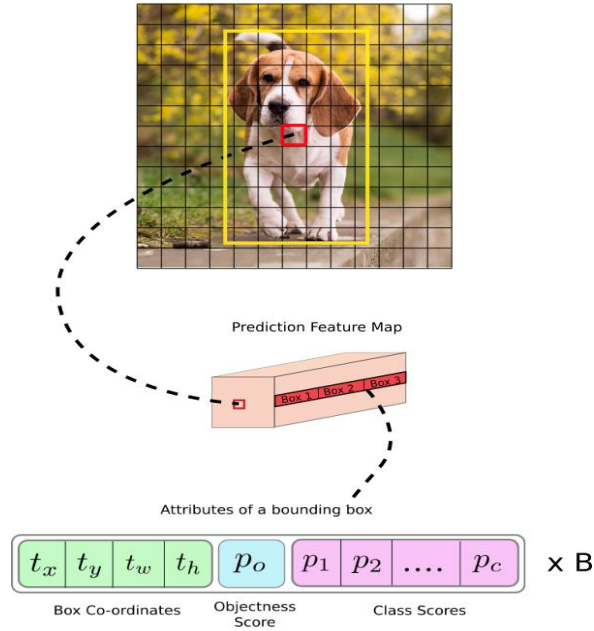 Prediction Feature Map
Box 1 Box 2 Box 3
Attributes of a bounding box
t_x t_y t_w t_h p_o p_1 p_2 .... p_c x B
Box Co-ordinates Objectness Score Class Scores